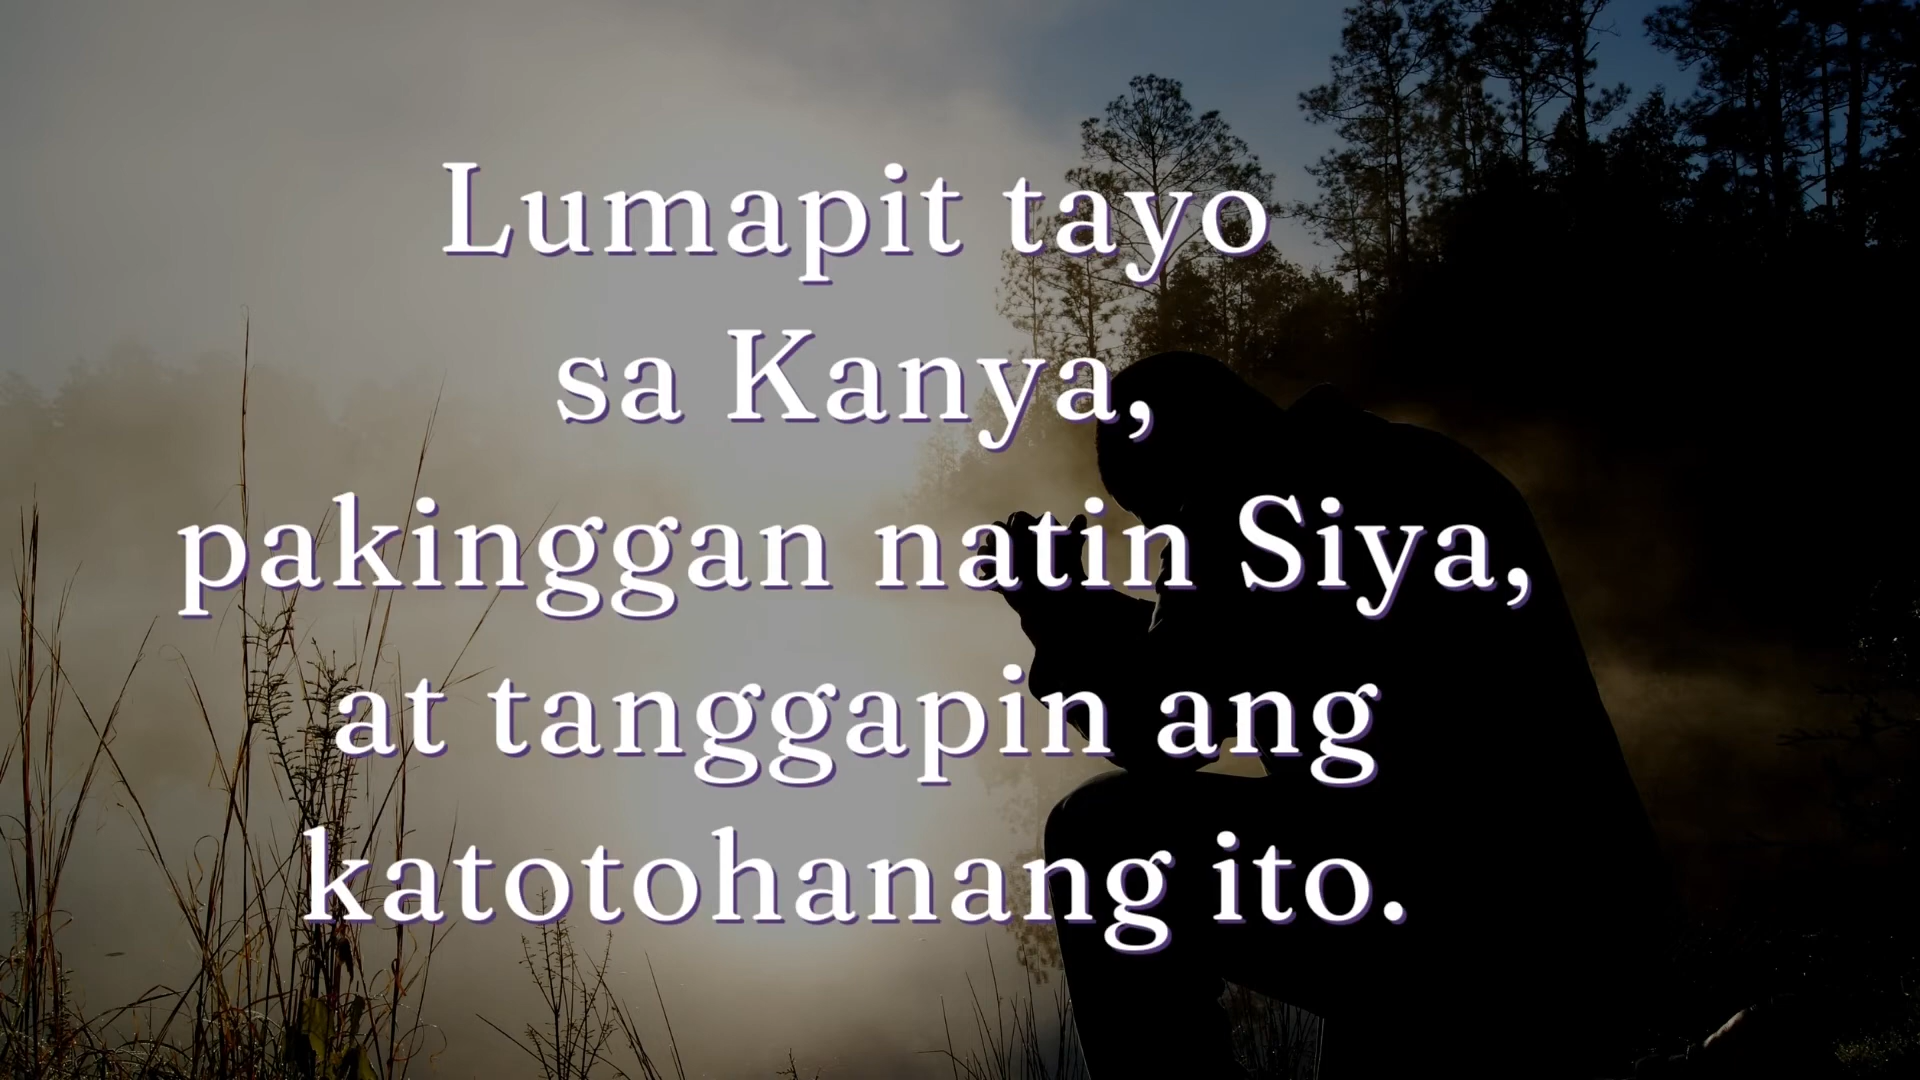 Lumapit tayo
sa Kanya,
pakinggan natin Siya,
at tanggapin ang
katotohanang ito.